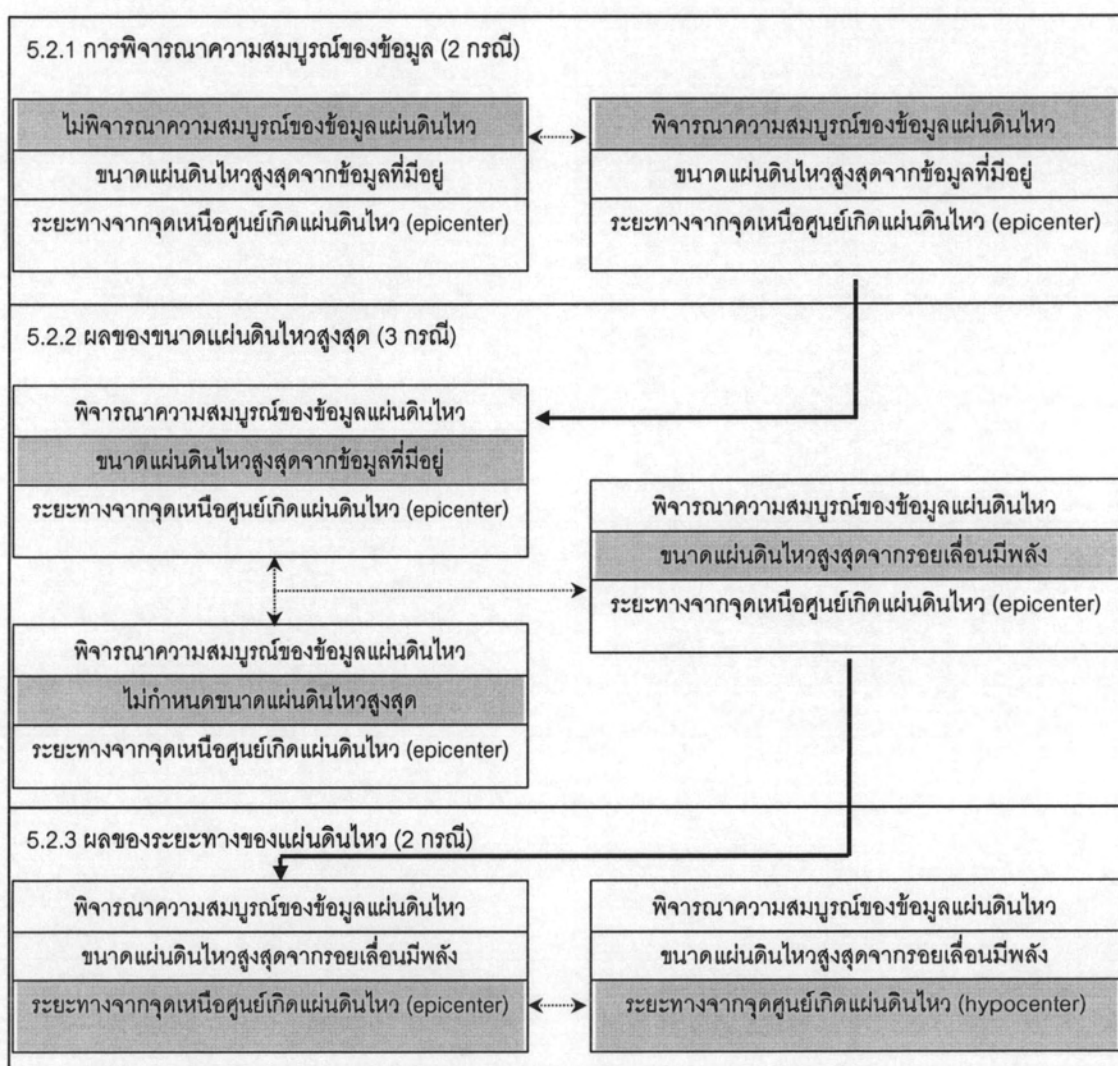 5.2.1 การพิจารณาความสมบูรณ์ของข้อมูล (2 กรณี)
ไม่พิจารณาความสมบูรณ์ของข้อมูลแผ่นดินไหว
ขนาดแผ่นดินไหวสูงสุดจากข้อมูลที่มีอยู่
ระยะทางจากจุดเหนือศูนย์เกิดแผ่นดินไหว (epicenter)
พิจารณาความสมบูรณ์ของข้อมูลแผ่นดินไหว
ขนาดแผ่นดินไหวสูงสุดจากข้อมูลที่มีอยู่
ระยะทางจากจุดเหนือศูนย์เกิดแผ่นดินไหว (epicenter)
5.2.2 ผลของขนาดแผ่นดินไหวสูงสุด (3 กรณี)
พิจารณาความสมบูรณ์ของข้อมูลแผ่นดินไหว
ขนาดแผ่นดินไหวสูงสุดจากข้อมูลที่มีอยู่
ระยะทางจากจุดเหนือศูนย์เกิดแผ่นดินไหว (epicenter)
พิจารณาความสมบูรณ์ของข้อมูลแผ่นดินไหว
ขนาดแผ่นดินไหวสูงสุดจากรอยเลื่อนมีพลัง
ระยะทางจากจุดเหนือศูนย์เกิดแผ่นดินไหว (epicenter)
พิจารณาความสมบูรณ์ของข้อมูลแผ่นดินไหว
ไม่กำหนดขนาดแผ่นดินไหวสูงสุด
ระยะทางจากจุดเหนือศูนย์เกิดแผ่นดินไหว (epicenter)
5.2.3 ผลของระยะทางของแผ่นดินไหว (2 กรณี)
พิจารณาความสมบูรณ์ของข้อมูลแผ่นดินไหว
ขนาดแผ่นดินไหวสูงสุดจากรอยเลื่อนมีพลัง
ระยะทางจากจุดเหนือศูนย์เกิดแผ่นดินไหว (epicenter)
พิจารณาความสมบูรณ์ของข้อมูลแผ่นดินไหว
ขนาดแผ่นดินไหวสูงสุดจากรอยเลื่อนมีพลัง
ระยะทางจากจุดศูนย์เกิดแผ่นดินไหว (hypocenter)